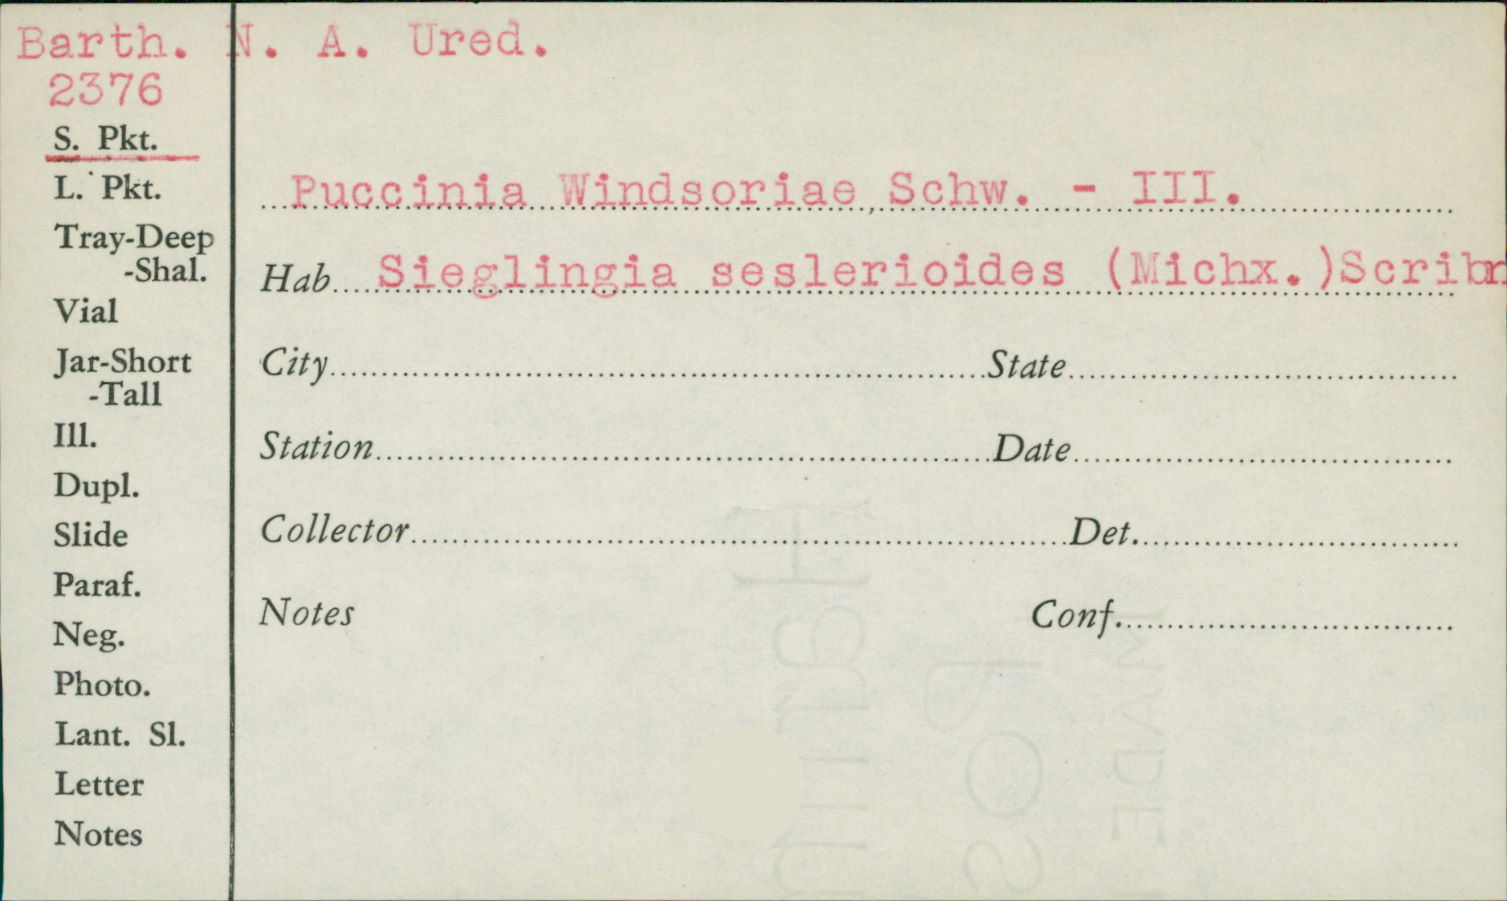 Barth. N. A. Ured.
2376
S. Pkt.
L. Pkt.
Puccinia Windsoriae Schw. - III.
Tray-Deep
-Shal.
Hab. Sieglingia seslerioides (Michx.)Scribn
Vial
Jar-Short
-Tall
City
State
Ill.
Station
Date
Dupl.
Slide
Collector
Det.
Paraf.
Neg.
Notes
Conf.
Photo.
Lant. Sl.
Letter
Notes